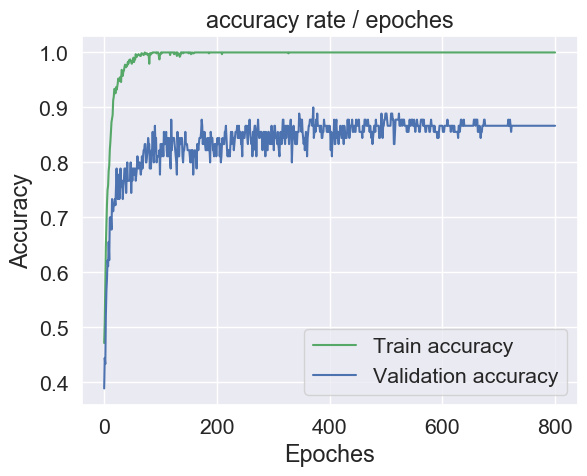 accuracy rate / epoches
1.0
0.9
0.8
0.7
0.6
0.5
0.4
Accuracy
Train accuracy
Validation accuracy
0
200
400
600
800
Epoches